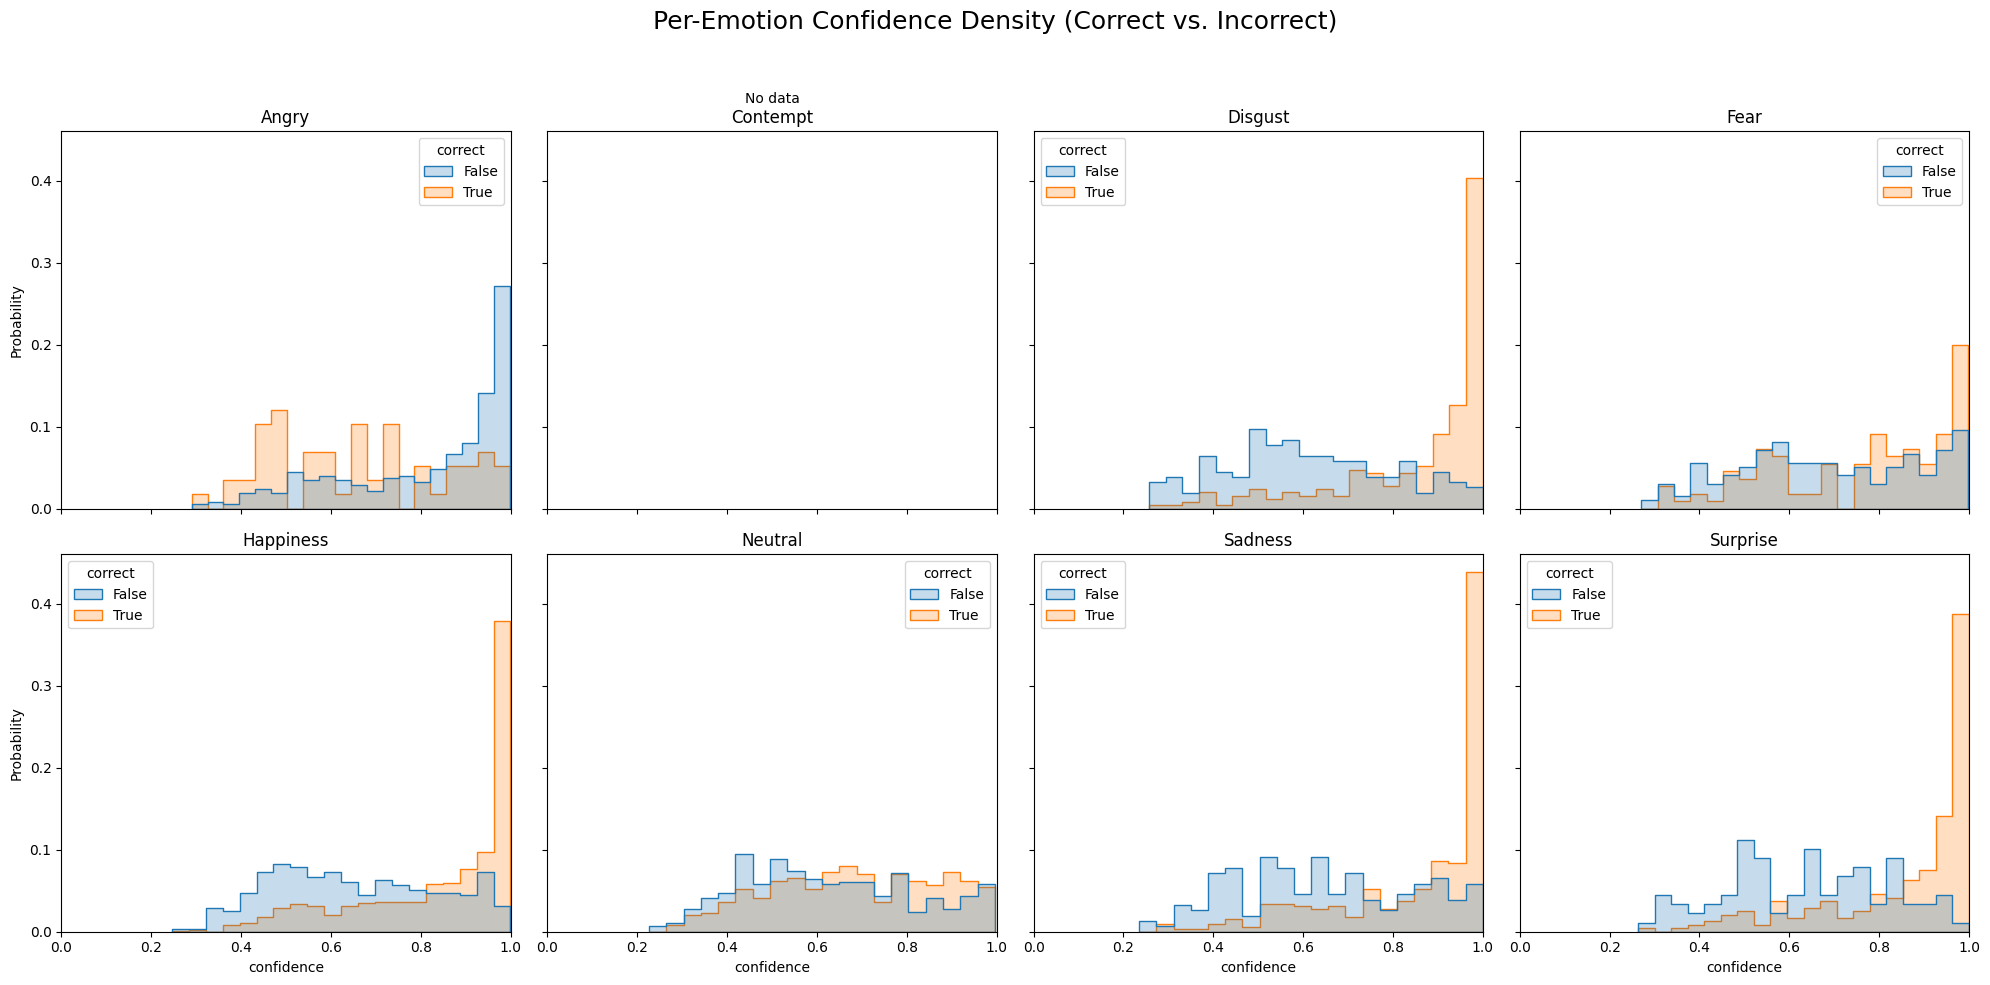 Per-Emotion Confidence Density (Correct vs. Incorrect)
Angry
No data
Contempt
Disgust
Fear
correct
False
True
correct
False
True
correct
False
True
Probability
0.4
0.3
0.2
0.1
0.0
Happiness
Neutral
Sadness
Surprise
correct
False
True
correct
False
True
correct
False
True
correct
False
True
Probability
0.4
0.3
0.2
0.1
0.0
0.0 0.2 0.4 0.6 0.8 1.0
confidence
0.0 0.2 0.4 0.6 0.8 1.0
confidence
0.0 0.2 0.4 0.6 0.8 1.0
confidence
0.0 0.2 0.4 0.6 0.8 1.0
confidence